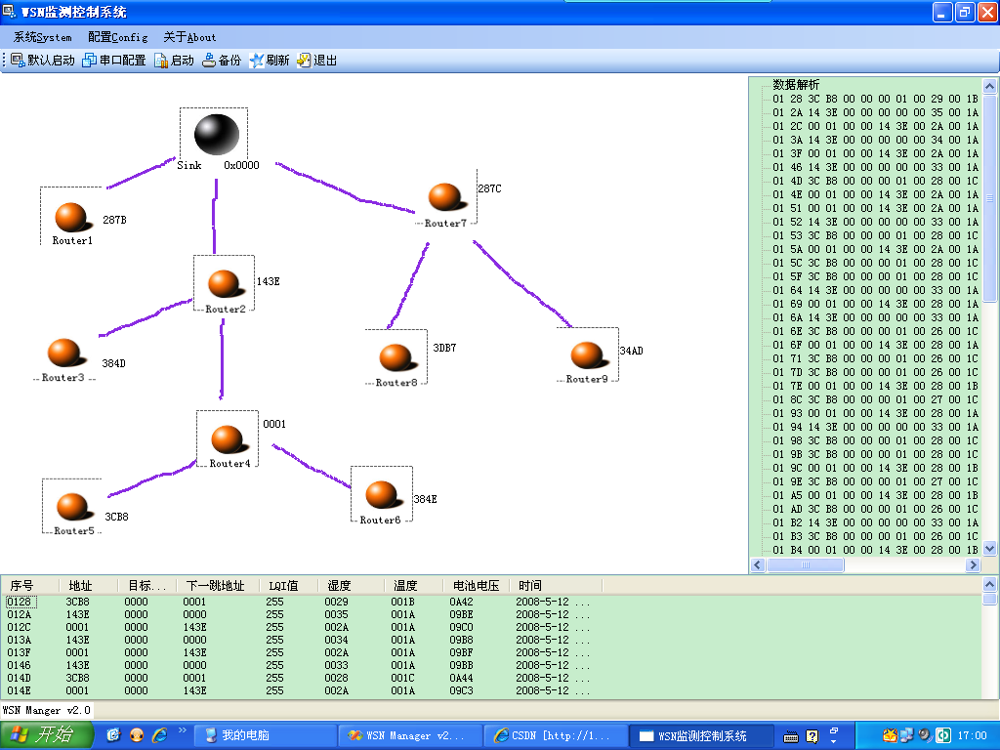 WSN监测控制系统
系统System 配置Config 关于About
默认启动 串口配置 启动 备份 刷新 退出
Sink 0x0000
287B
Router1
287C
Router7
143E
Router2
384D
Router3
3DB7
Router8
34AD
Router9
0001
Router4
3CB8
Router5
384E
Router6
数据解析
01 28 3C B8 00 00 00 01 00 29 00 1B
01 2A 14 3E 00 00 00 00 00 35 00 1A
01 2C 00 01 00 00 14 3E 00 2A 00 1A
01 3A 14 3E 00 00 00 00 00 34 00 1A
01 3F 00 01 00 00 14 3E 00 2A 00 1A
01 46 14 3E 00 00 00 00 00 33 00 1A
01 4D 3C B8 00 00 00 01 00 28 00 1C
01 4E 00 01 00 00 14 3E 00 2A 00 1A
01 51 00 01 00 00 14 3E 00 2A 00 1A
01 52 14 3E 00 00 00 00 00 33 00 1A
01 53 3C B8 00 00 00 01 00 28 00 1C
01 5A 00 01 00 00 14 3E 00 2A 00 1A
01 5C 3C B8 00 00 00 01 00 28 00 1C
01 5F 3C B8 00 00 00 01 00 28 00 1C
01 64 14 3E 00 00 00 00 00 33 00 1A
01 69 00 01 00 00 14 3E 00 28 00 1A
01 6A 14 3E 00 00 00 00 00 33 00 1A
01 6E 3C B8 00 00 00 01 00 26 00 1C
01 6F 00 01 00 00 14 3E 00 28 00 1A
01 71 3C B8 00 00 00 01 00 26 00 1C
01 7D 3C B8 00 00 00 01 00 26 00 1C
01 7E 00 01 00 00 14 3E 00 28 00 1B
01 8C 3C B8 00 00 00 01 00 27 00 1C
01 93 00 01 00 00 14 3E 00 28 00 1A
01 94 14 3E 00 00 00 00 00 33 00 1A
01 98 3C B8 00 00 00 01 00 28 00 1C
01 9B 3C B8 00 00 00 01 00 28 00 1C
01 9C 00 01 00 00 14 3E 00 28 00 1B
01 9E 3C B8 00 00 00 01 00 27 00 1C
01 A5 00 01 00 00 14 3E 00 28 00 1B
01 AD 3C B8 00 00 00 01 00 26 00 1C
01 B2 14 3E 00 00 00 00 00 33 00 1A
01 B3 3C B8 00 00 00 01 00 26 00 1C
01 B4 00 01 00 00 14 3E 00 28 00 1B
序号 地址 目标... 下一跳地址 LQI值 湿度 温度 电池电压 时间
0128 3CB8 0000 0001 255 0029 001B 0A42 2008-5-12 ...
012A 143E 0000 0000 255 0035 001A 09BE 2008-5-12 ...
012C 0001 0000 143E 255 002A 001A 09C0 2008-5-12 ...
013A 143E 0000 0000 255 0034 001A 09B8 2008-5-12 ...
013F 0001 0000 143E 255 002A 001A 09BF 2008-5-12 ...
0146 143E 0000 0000 255 0033 001A 09BB 2008-5-12 ...
014D 3CB8 0000 0001 255 0028 001C 0A44 2008-5-12 ...
014E 0001 0000 143E 255 002A 001A 09C3 2008-5-12 ...
WSN Manger v2.0
开始 我的电脑 WSN Manager v2... CSDN [http://1... WSN监测控制系统 17:00